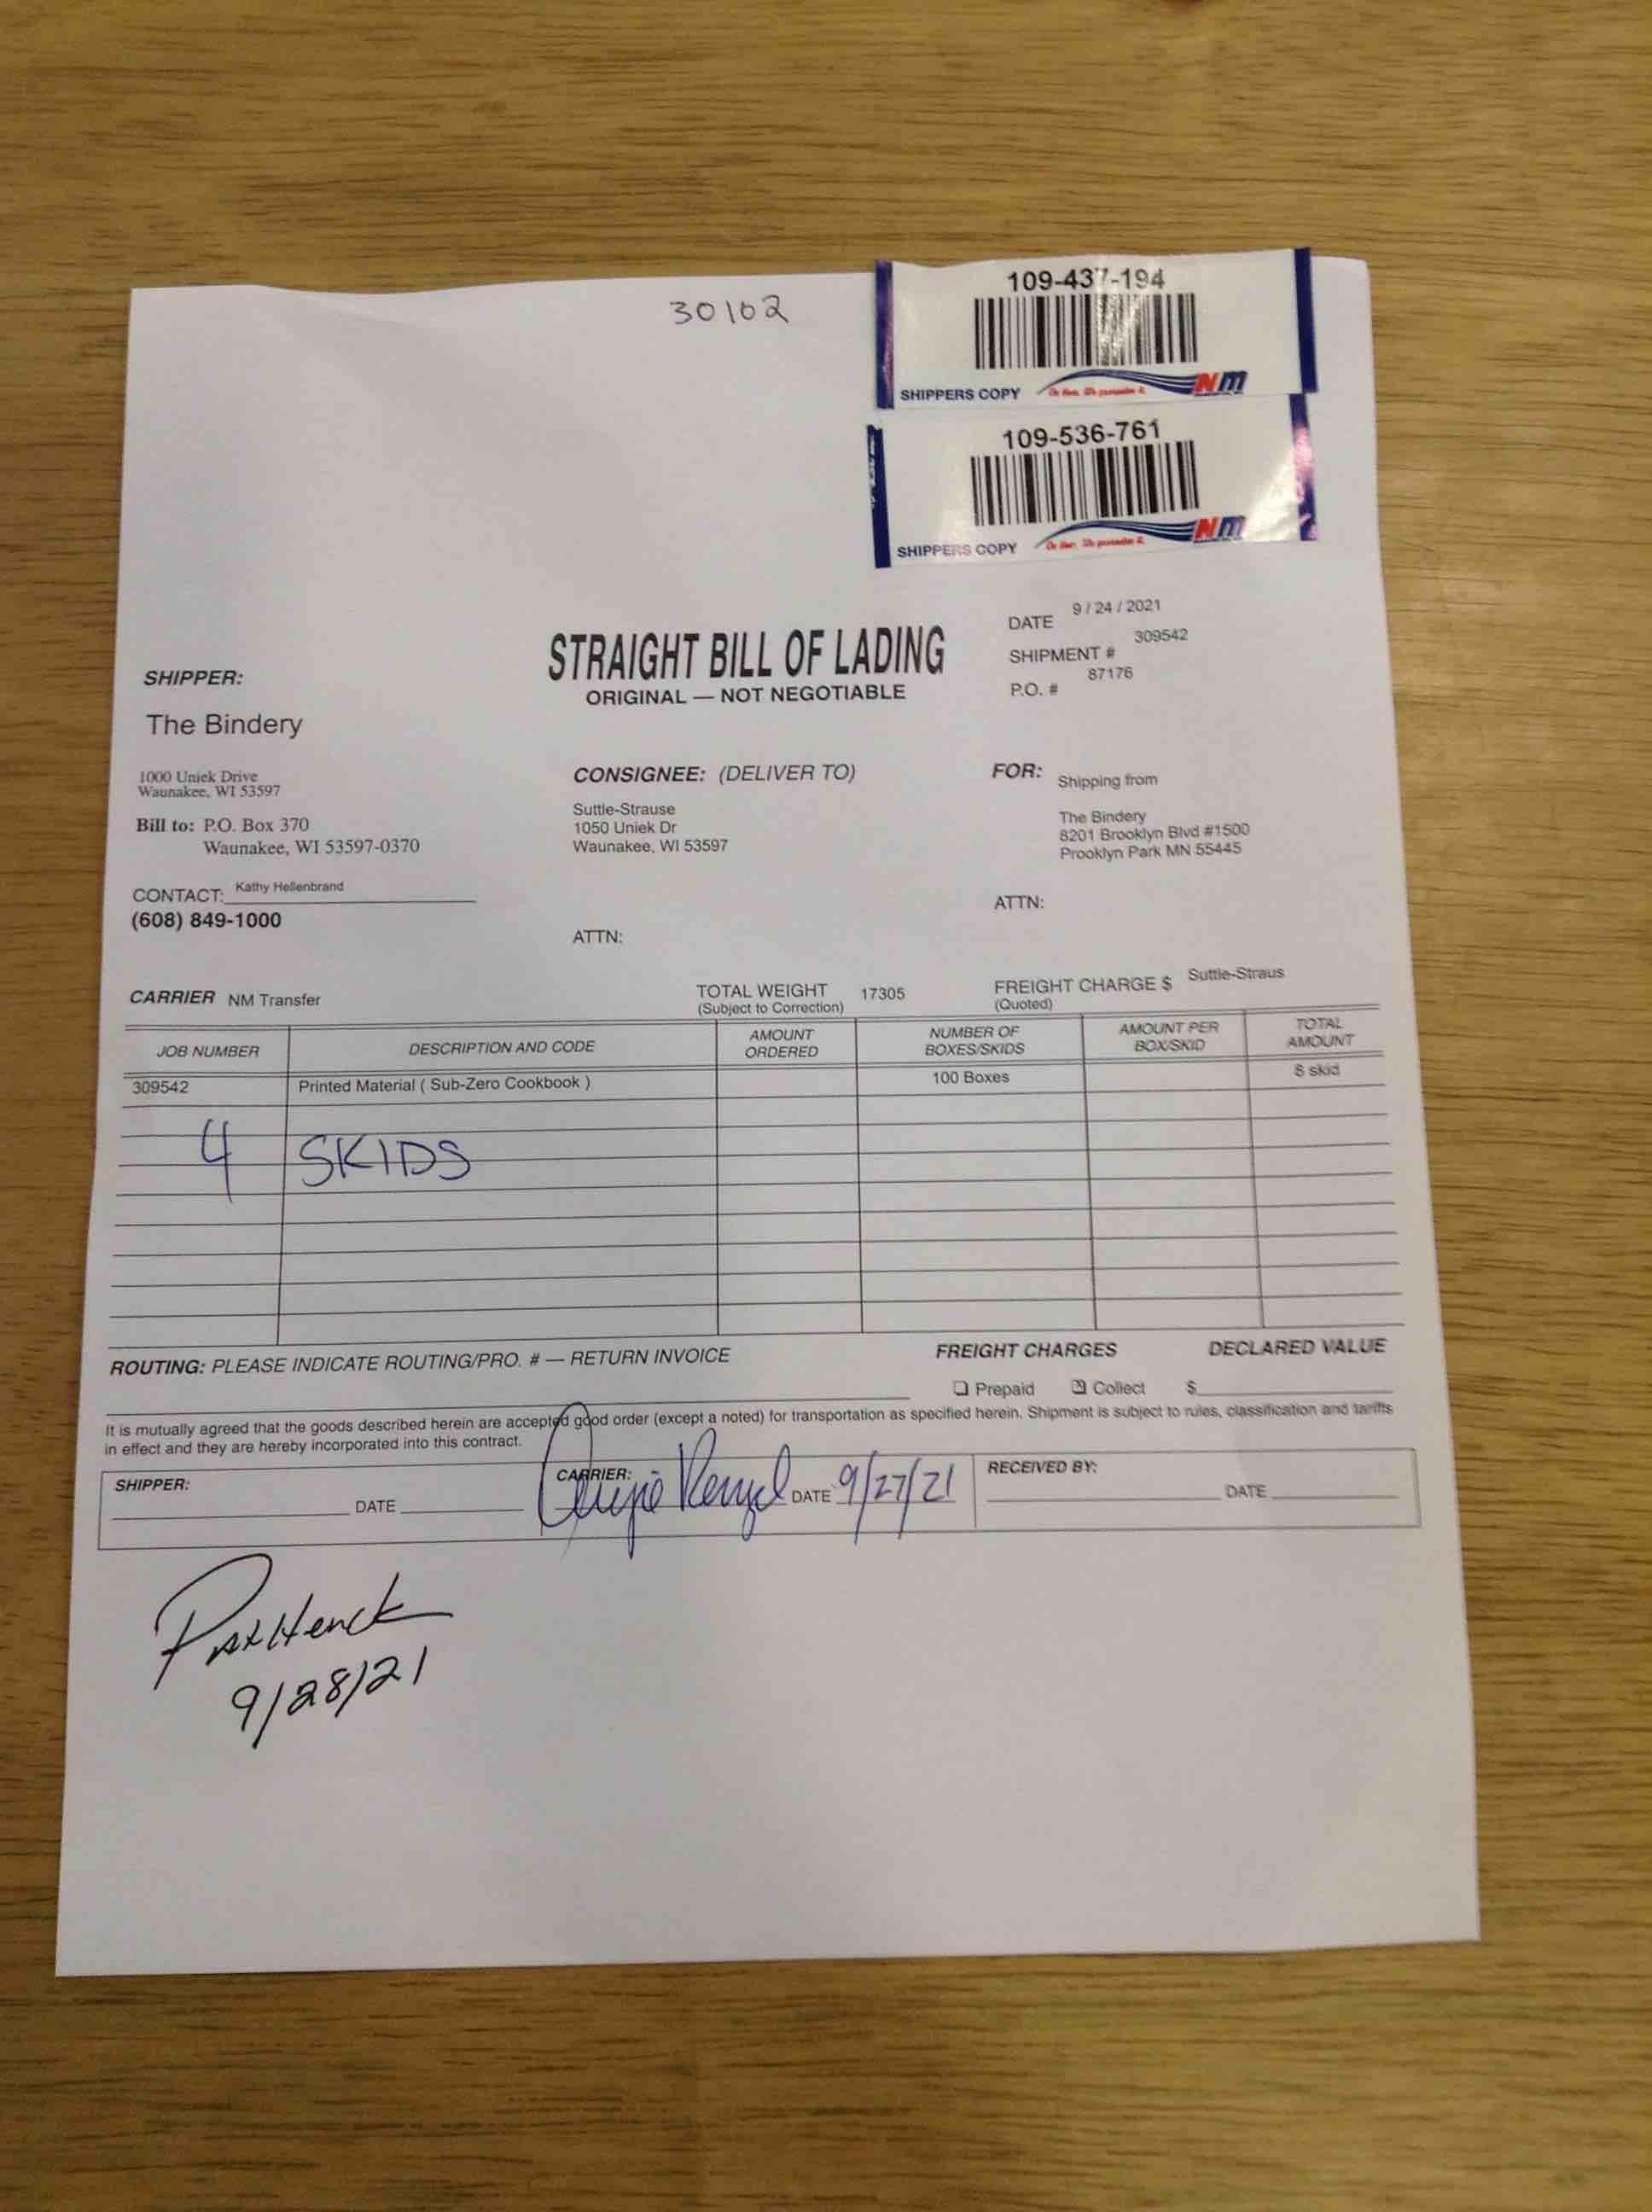 30102
109-437-194
SHIPPERS COPY
NM
109-536-761
SHIPPERS COPY
NM
DATE 9 / 24 / 2021
SHIPMENT # 309542
P.O. # 87176
STRAIGHT BILL OF LADING
ORIGINAL — NOT NEGOTIABLE
SHIPPER:
The Bindery
1000 Uniek Drive
Waunakee, WI 53597
Bill to: P.O. Box 370
Waunakee, WI 53597-0370
CONTACT: Kathy Hellenbrand
(608) 849-1000
CONSIGNEE: (DELIVER TO)
Suttle-Strause
1050 Uniek Dr
Waunakee, WI 53597
ATTN:
FOR: Shipping from
The Bindery
8201 Brooklyn Blvd #1500
Prooklyn Park MN 55445
ATTN:
CARRIER NM Transfer
TOTAL WEIGHT 17305
(Subject to Correction)
FREIGHT CHARGE $ Suttle-Straus
(Quoted)
JOB NUMBER DESCRIPTION AND CODE AMOUNT ORDERED NUMBER OF BOXES/SKIDS AMOUNT PER BOX/SKID TOTAL AMOUNT
309542 Printed Material ( Sub-Zero Cookbook ) 100 Boxes skid
4 SKIDS
ROUTING: PLEASE INDICATE ROUTING/PRO. # — RETURN INVOICE
FREIGHT CHARGES DECLARED VALUE
Prepaid Collect $
It is mutually agreed that the goods described herein are accepted good order (except a noted) for transportation as specified herein. Shipment is subject to rules, classification and tariffs
in effect and they are hereby incorporated into this contract.
SHIPPER: DATE
CARRIER: DATE 9/27/21
RECEIVED BY: DATE
9/28/21